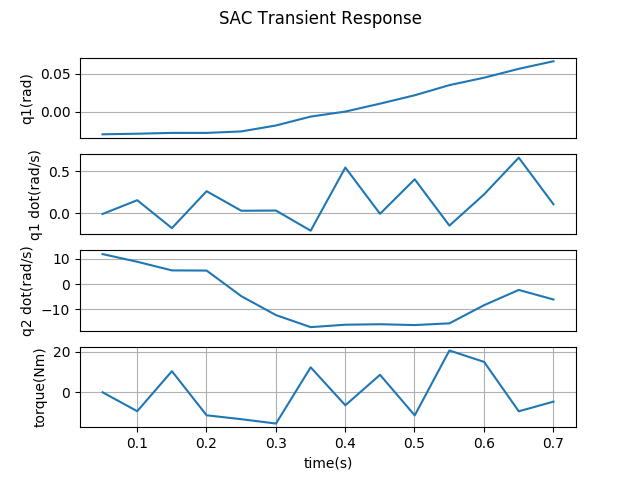 SAC Transient Response
q1(rad)
0.05
0.00
q1 dot(rad/s)
0.5
0.0
q2 dot(rad/s)
10
0
−10
torque(Nm)
20
0
0.1 0.2 0.3 0.4 0.5 0.6 0.7
time(s)